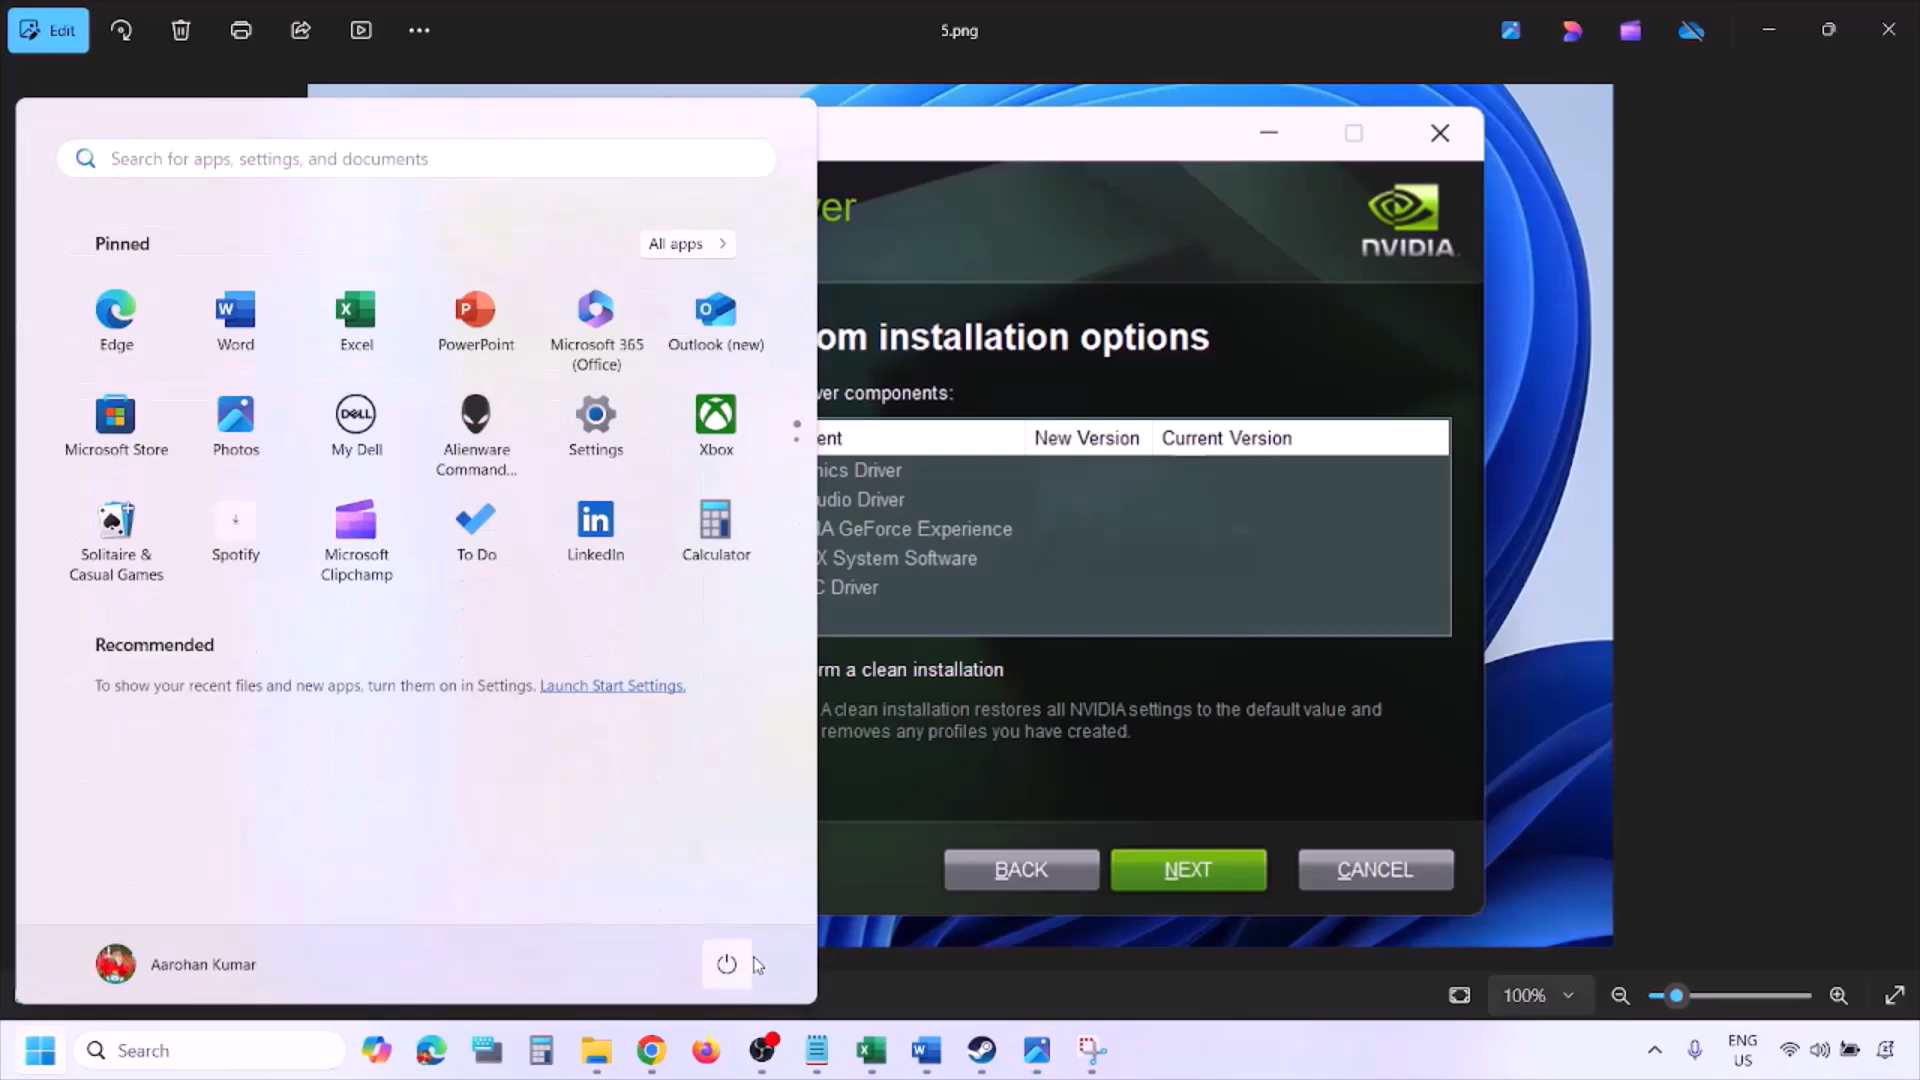 Edit
5.png
Search for apps, settings, and documents
Pinned
All apps
Edge
Word
Excel
PowerPoint
Microsoft 365
(Office)
Outlook (new)
Microsoft Store
Photos
My Dell
Alienware
Command...
Settings
Xbox
Solitaire &
Casual Games
Spotify
Microsoft
Clipchamp
To Do
LinkedIn
Calculator
Recommended
To show your recent files and new apps, turn them on in Settings. Launch Start Settings.
Aarohan Kumar
ver
NVIDIA
om installation options
ver components:
ent
New Version
Current Version
nics Driver
udio Driver
IA GeForce Experience
X System Software
C Driver
rm a clean installation
A clean installation restores all NVIDIA settings to the default value and
removes any profiles you have created.
BACK
NEXT
CANCEL
100%
Search
ENG
US